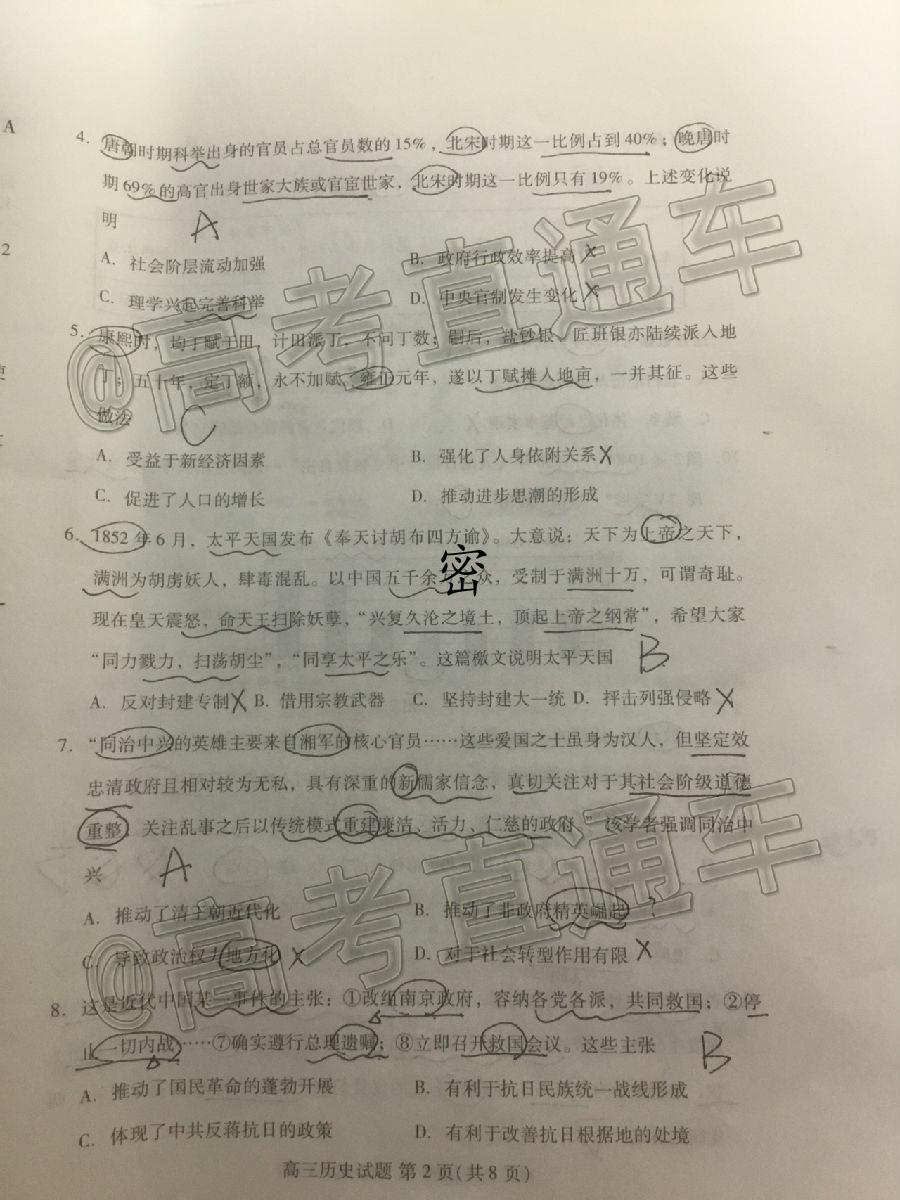 A
4. 唐朝时期科举出身的官员占总官员数的15%，北宋时期这一比例占到40%；晚唐时
期69%的高官出身世家大族或官宦世家，北宋时期这一比例只有19%。上述变化说
2
明 A
A. 社会阶层流动加强 B. 政府行政效率提高 X
C. 理学兴起完善科举 D. 中央官制发生变化 X
5. 康熙时，均丁赋于田，计田派丁，不问丁数；嗣后，盐钞银、匠班银亦陆续派入地
丁；五十年，定丁额，永不加赋，雍正元年，遂以丁赋摊入地亩，一并其征。这些
做法 C
A. 受益于新经济因素 B. 强化了人身依附关系 X
C. 促进了人口的增长 D. 推动进步思潮的形成
6. 1852年6月，太平天国发布《奉天讨胡布四方谕》。大意说：天下为上帝之天下，
满洲为胡虏妖人，肆毒混乱。以中国五千余 众，受制于满洲十万，可谓奇耻。
密
现在皇天震怒，命天王扫除妖孽，“兴复久沦之境土，顶起上帝之纲常”，希望大家
“同力戮力，扫荡胡尘”，“同享太平之乐”。这篇檄文说明太平天国 B
A. 反对封建专制 X B. 借用宗教武器 C. 坚持封建大一统 D. 抨击列强侵略 X
7. “同治中兴的英雄主要来自湘军的核心官员……这些爱国之士虽身为汉人，但坚定效
忠清政府且相对较为无私，具有深重的新儒家信念，真切关注对于其社会阶级道德
重整，关注乱事之后以传统模式重建廉洁、活力、仁慈的政府。”该学者强调同治中
兴 A
A. 推动了清王朝近代化 B. 推动了非政府精英崛起 ?
C. 导致政治权力地方化 X D. 对于社会转型作用有限 X
8. 这是近代中国某一事件的主张：①改组南京政府，容纳各党各派，共同救国；②停
止一切内战……⑦确实遵行总理遗嘱；⑧立即召开救国会议。这些主张 B
A. 推动了国民革命的蓬勃开展 B. 有利于抗日民族统一战线形成
C. 体现了中共反蒋抗日的政策 D. 有利于改善抗日根据地的处境
高三历史试题 第2页(共8页)
@高考直通车
@高考直通车